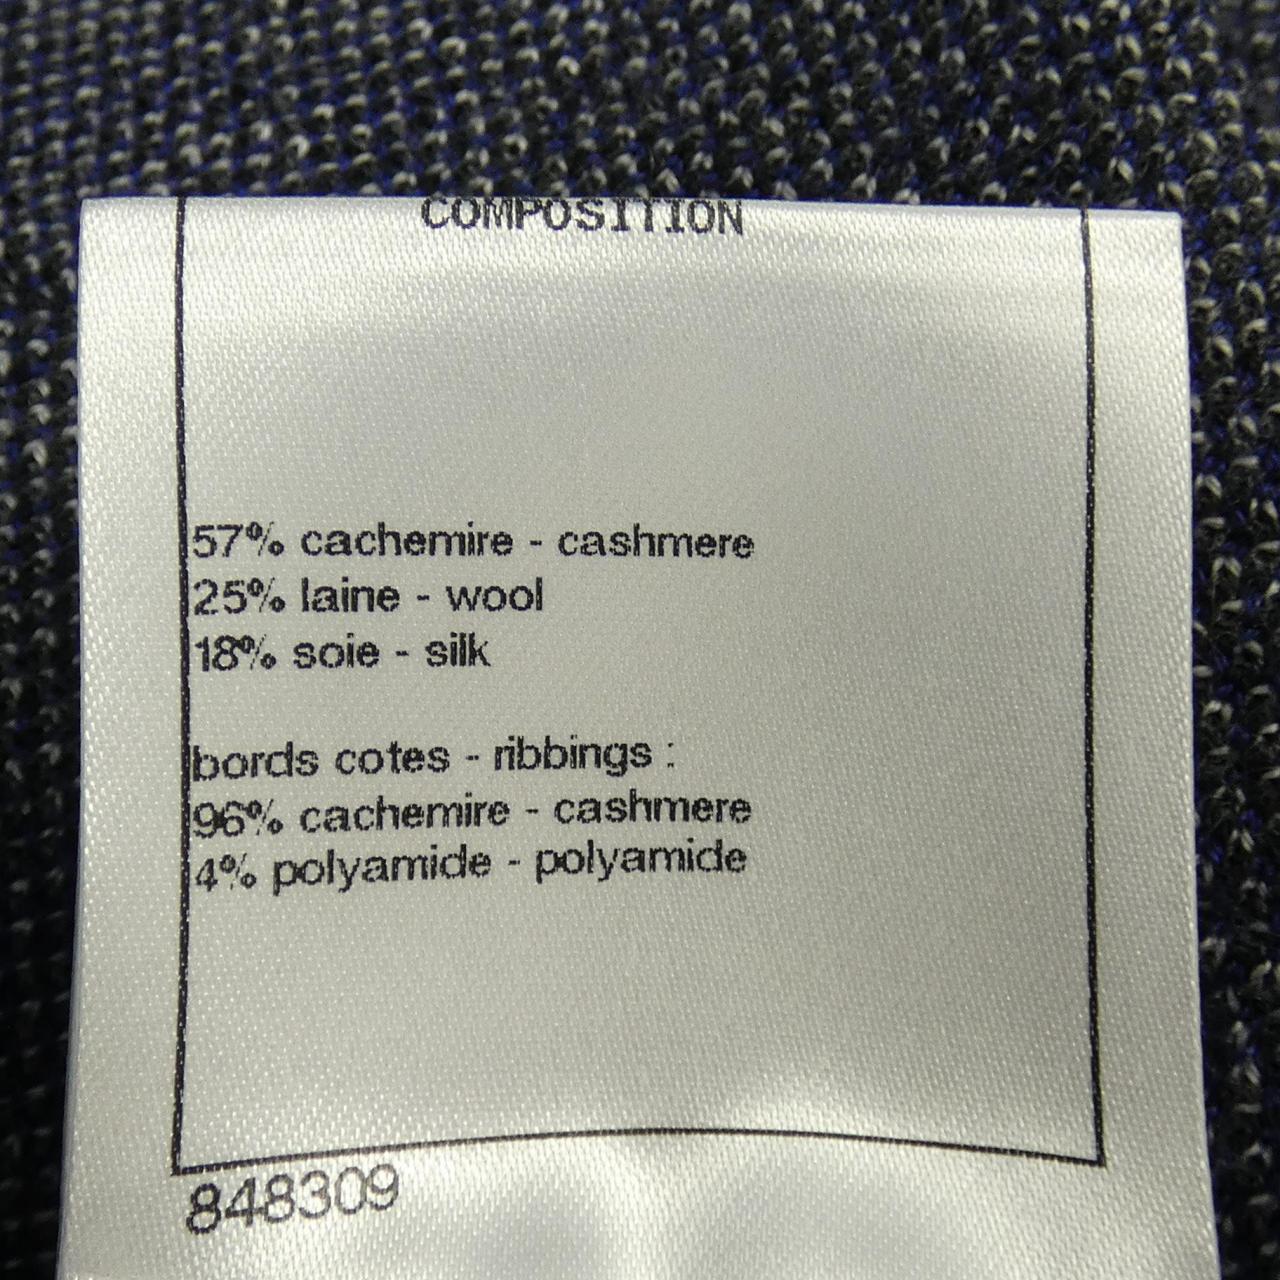 COMPOSITION
57% cachemire - cashmere
25% laine - wool
18% soie - silk
bords cotes - ribbings :
96% cachemire - cashmere
4% polyamide - polyamide
848309